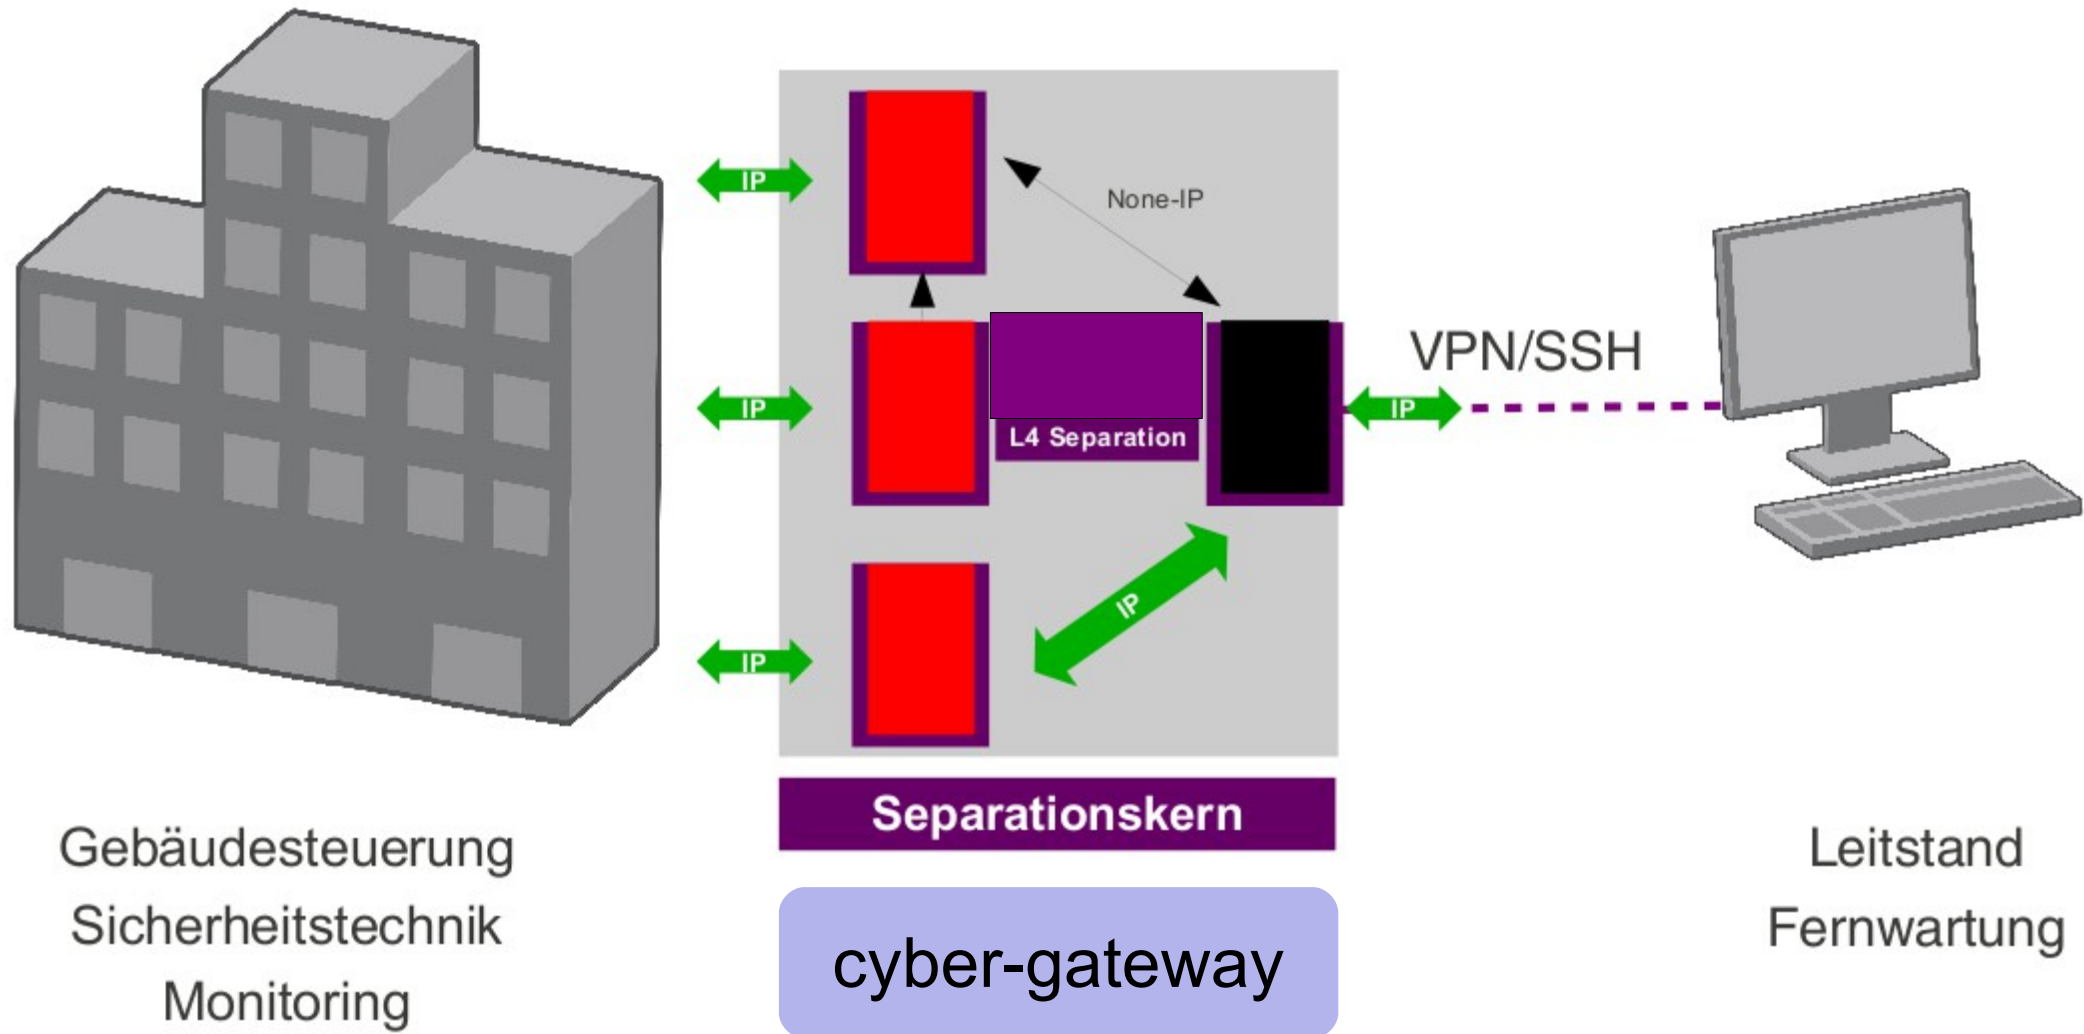 IP
None-IP
IP
L4 Separation
VPN/SSH
IP
IP
IP
Separationskern
Gebäudesteuerung
Sicherheitstechnik
Monitoring
cyber-gateway
Leitstand
Fernwartung